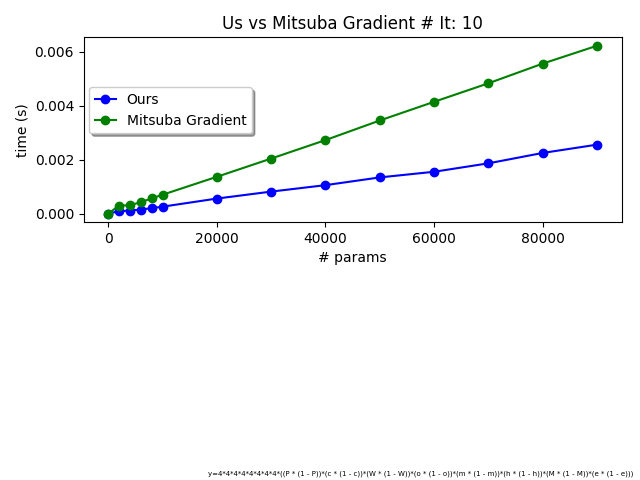 Us vs Mitsuba Gradient # It: 10
0.006
0.004
0.002
0.000
time (s)
Ours
Mitsuba Gradient
0 20000 40000 60000 80000
# params
y=4*4*4*4*4*4*4*4*((P * (1 - P))*(c * (1 - c))*(W * (1 - W))*(o * (1 - o))*(m * (1 - m))*(h * (1 - h))*(M * (1 - M))*(e * (1 - e)))